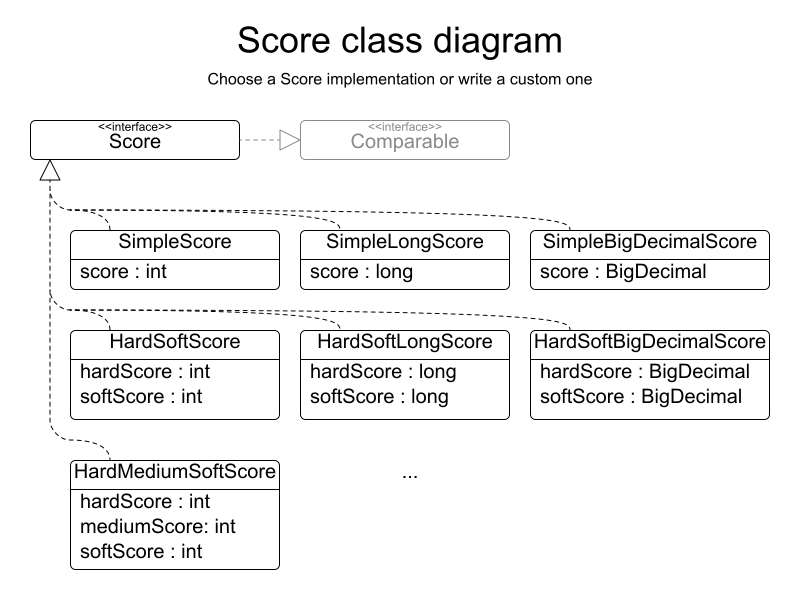 Score class diagram
Choose a Score implementation or write a custom one
<<interface>>
Score
<<interface>>
Comparable
SimpleScore
score : int
SimpleLongScore
score : long
SimpleBigDecimalScore
score : BigDecimal
HardSoftScore
hardScore : int
softScore : int
HardSoftLongScore
hardScore : long
softScore : long
HardSoftBigDecimalScore
hardScore : BigDecimal
softScore : BigDecimal
HardMediumSoftScore
hardScore : int
mediumScore: int
softScore : int
...